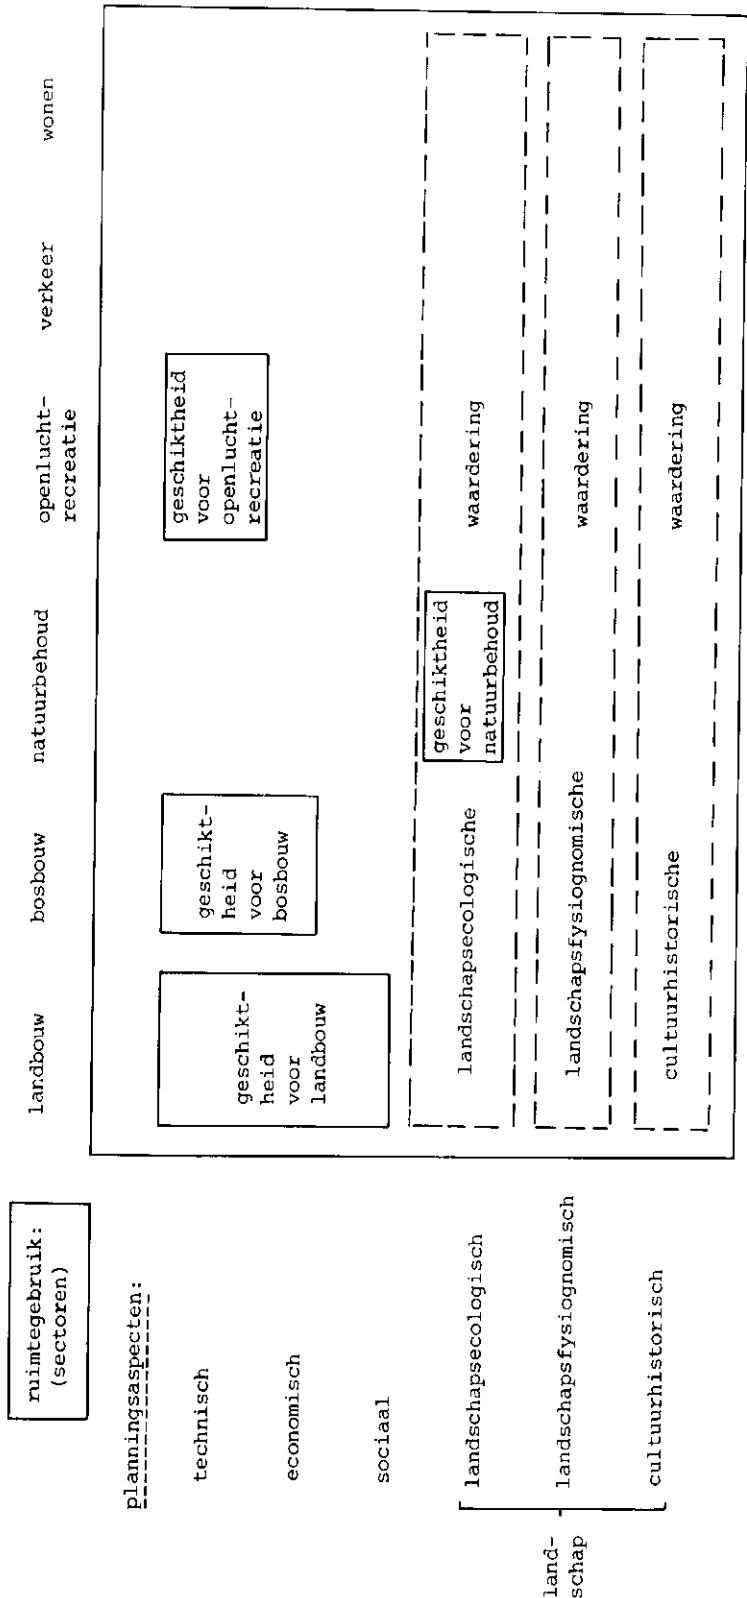 ruimtegebruik:
(sectoren)
landbouw
bosbouw
natuurbehoud
openlucht-
recreatie
verkeer
wonen
planningsaspecten:
technisch
economisch
sociaal
land-
schap
landschapsecologisch
landschapsfysiognomisch
cultuurhistorisch
geschikt-
heid
voor
landbouw
geschikt-
heid
voor
bosbouw
geschiktheid
voor
openlucht-
recreatie
geschiktheid
voor
natuurbehoud
landschapsecologische waardering
landschapsfysiognomische waardering
cultuurhistorische waardering